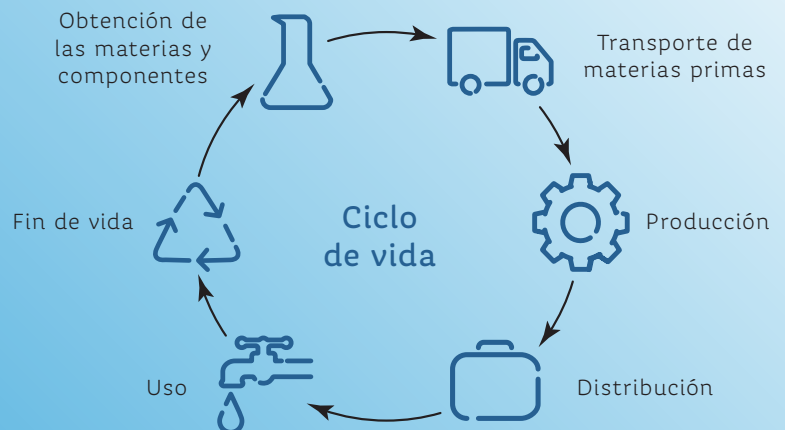 Obtención de
las materias y
componentes
Transporte de
materias primas
Producción
Distribución
Uso
Fin de vida
Ciclo
de vida